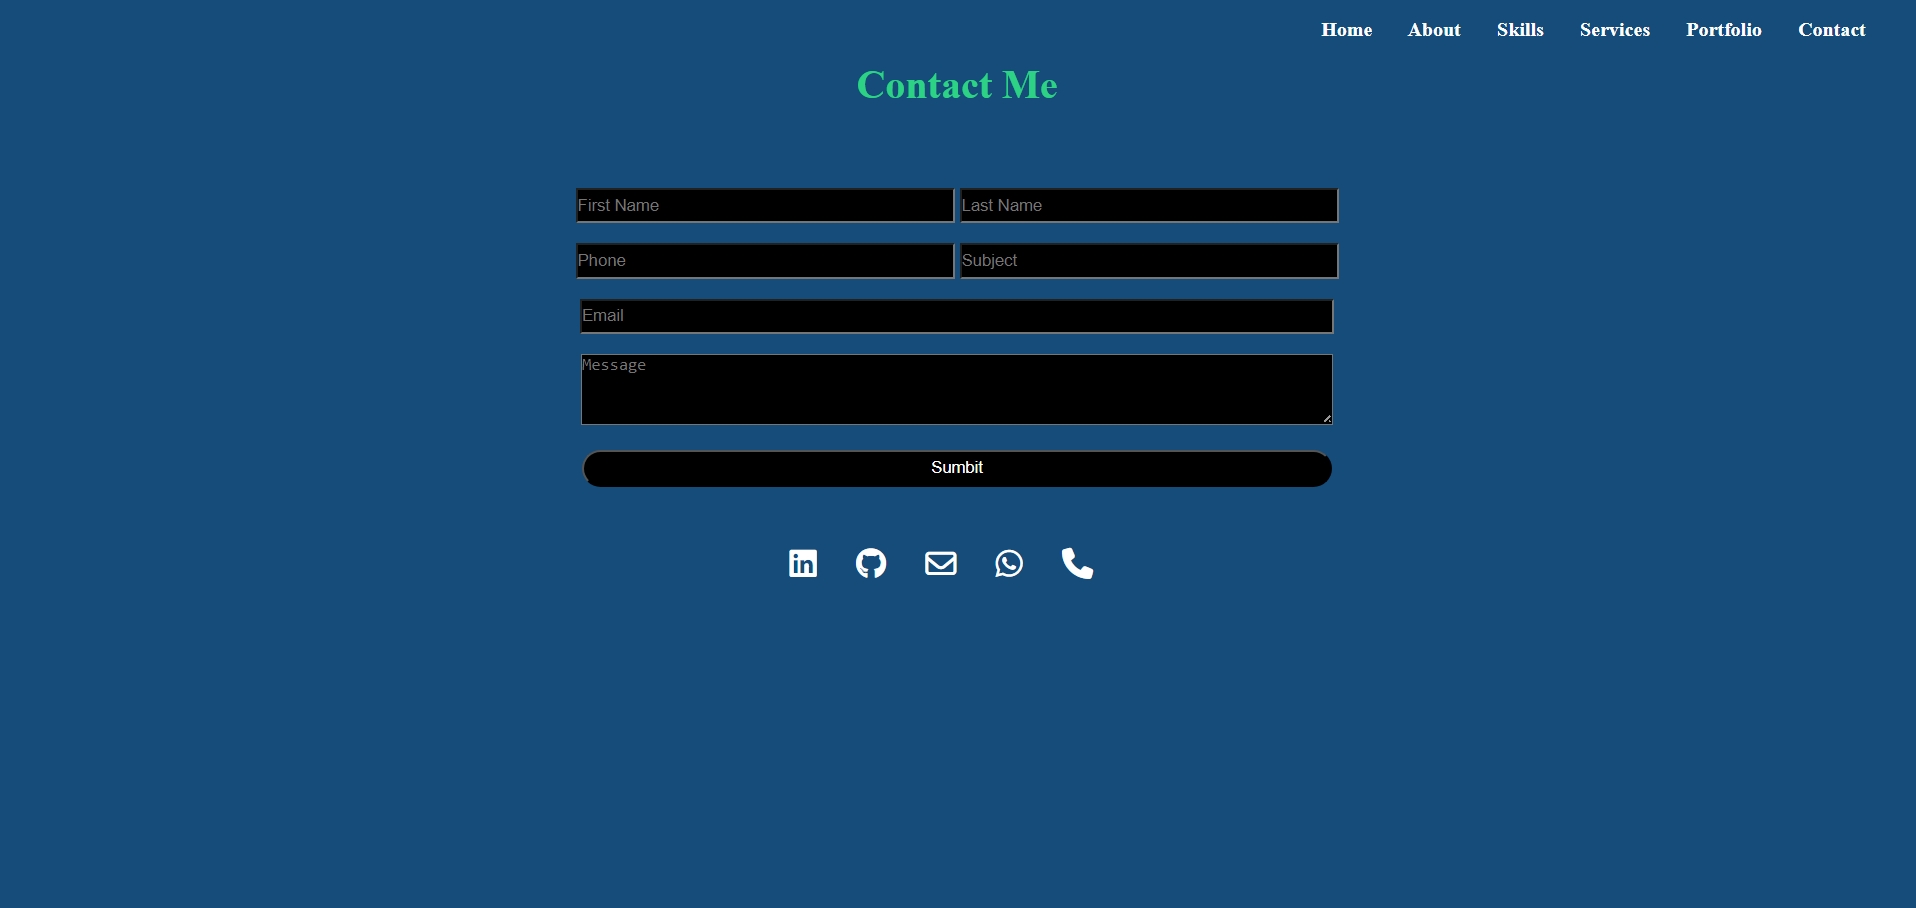 Home About Skills Services Portfolio Contact
Contact Me
First Name Last Name
Phone Subject
Email
Message
Sumbit